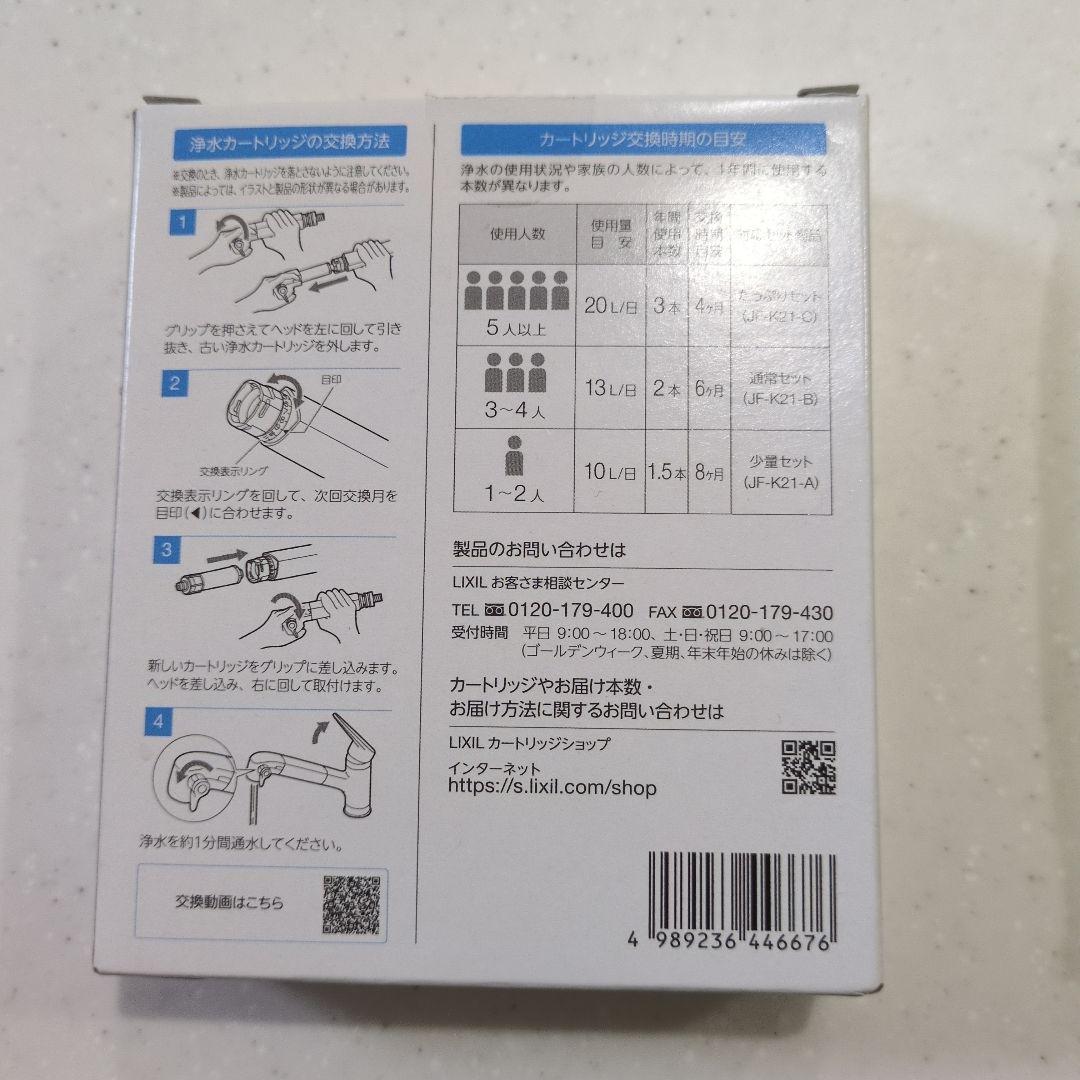 浄水カートリッジの交換方法
※交換のとき、浄水カートリッジを落とさないように注意してください。
※製品によっては、イラストと製品の形状が異なる場合があります。
1
グリップを押さえてヘッドを左に回して引き
抜き、古い浄水カートリッジを外します。
2
目印
交換表示リング
交換表示リングを回して、次回交換月を
目印(◀)に合わせます。
3
新しいカートリッジをグリップに差し込みます。
ヘッドを差し込み、右に回して取付けます。
4
浄水を約1分間通水してください。
交換動画はこちら
カートリッジ交換時期の目安
浄水の使用状況や家族の人数によって、1年間に使用する
本数が異なります。
使用人数 使用量目安 年間使用本数 交換時期目安 対応セット製品
5人以上 20L/日 3本 4ヶ月 たっぷりセット (JF-K21-C)
3~4人 13L/日 2本 6ヶ月 通常セット (JF-K21-B)
1~2人 10L/日 1.5本 8ヶ月 少量セット (JF-K21-A)
製品のお問い合わせは
LIXIL お客さま相談センター
TEL 0120-179-400 FAX 0120-179-430
受付時間 平日 9:00~18:00、土・日・祝日 9:00~17:00
(ゴールデンウィーク、夏期、年末年始の休みは除く)
カートリッジやお届け本数・
お届け方法に関するお問い合わせは
LIXIL カートリッジショップ
インターネット
https://s.lixil.com/shop
4 989236 446676